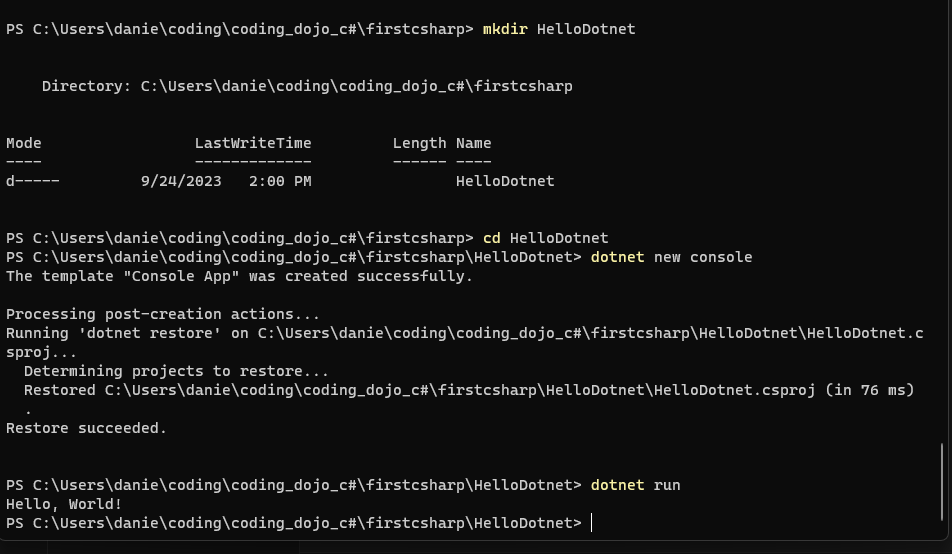 PS C:\Users\danie\coding\coding_dojo_c#\firstcsharp> mkdir HelloDotnet
Directory: C:\Users\danie\coding\coding_dojo_c#\firstcsharp
Mode                 LastWriteTime         Length Name
----                 -------------         ------ ----
d-----         9/24/2023   2:00 PM                HelloDotnet
PS C:\Users\danie\coding\coding_dojo_c#\firstcsharp> cd HelloDotnet
PS C:\Users\danie\coding\coding_dojo_c#\firstcsharp\HelloDotnet> dotnet new console
The template "Console App" was created successfully.
Processing post-creation actions...
Running 'dotnet restore' on C:\Users\danie\coding\coding_dojo_c#\firstcsharp\HelloDotnet\HelloDotnet.c
sproj...
  Determining projects to restore...
  Restored C:\Users\danie\coding\coding_dojo_c#\firstcsharp\HelloDotnet\HelloDotnet.csproj (in 76 ms)
  .
Restore succeeded.
PS C:\Users\danie\coding\coding_dojo_c#\firstcsharp\HelloDotnet> dotnet run
Hello, World!
PS C:\Users\danie\coding\coding_dojo_c#\firstcsharp\HelloDotnet>